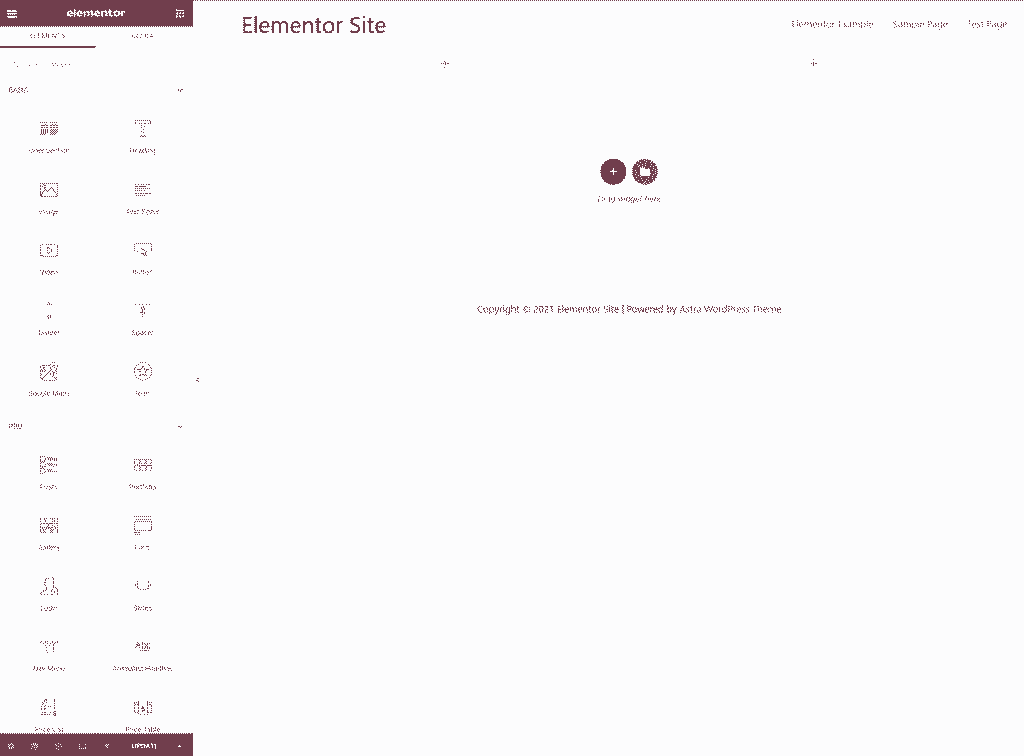 elementor
ELEMENTS
GLOBAL
BASIC
Elementor Site
Elementor Example
Sample Page
Test Page
Heading
Image
Text Editor
Video
Button
Divider
Spacer
Google Maps
Icon
Drag widget here
Copyright © 2021 Elementor Site | Powered by Astra WordPress Theme
PRO
Posts
Portfolio
Gallery
Form
Login
Slides
Nav Menu
Animated Headline
Price List
Price Table
UPDATE